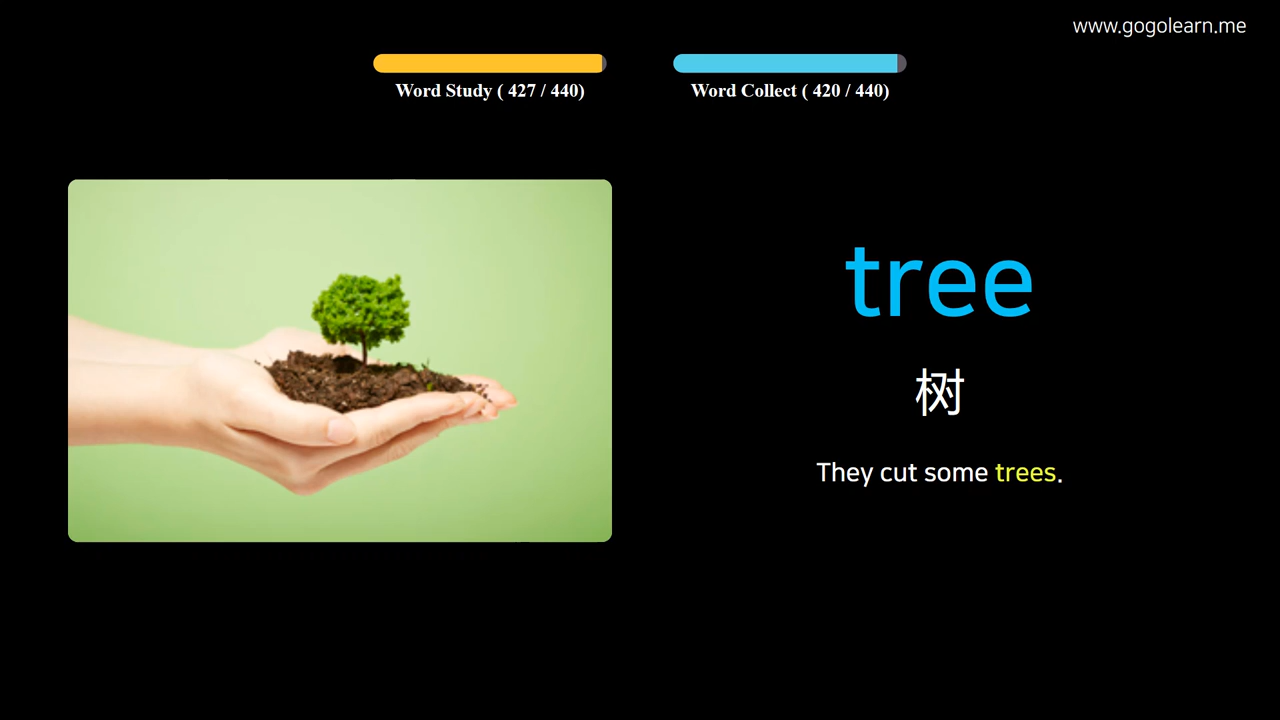 www.gogolearn.me
Word Study ( 427 / 440)
Word Collect ( 420 / 440)
tree
树
They cut some trees.